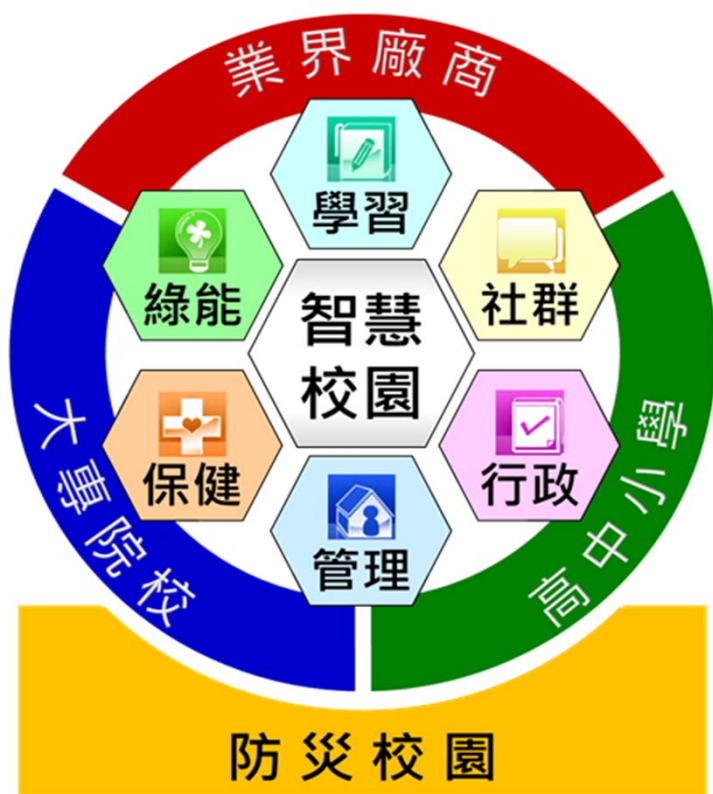 業界廠商
學習
綠能
社群
智慧
校園
保健
行政
管理
大專院校
高中小學
防災校園